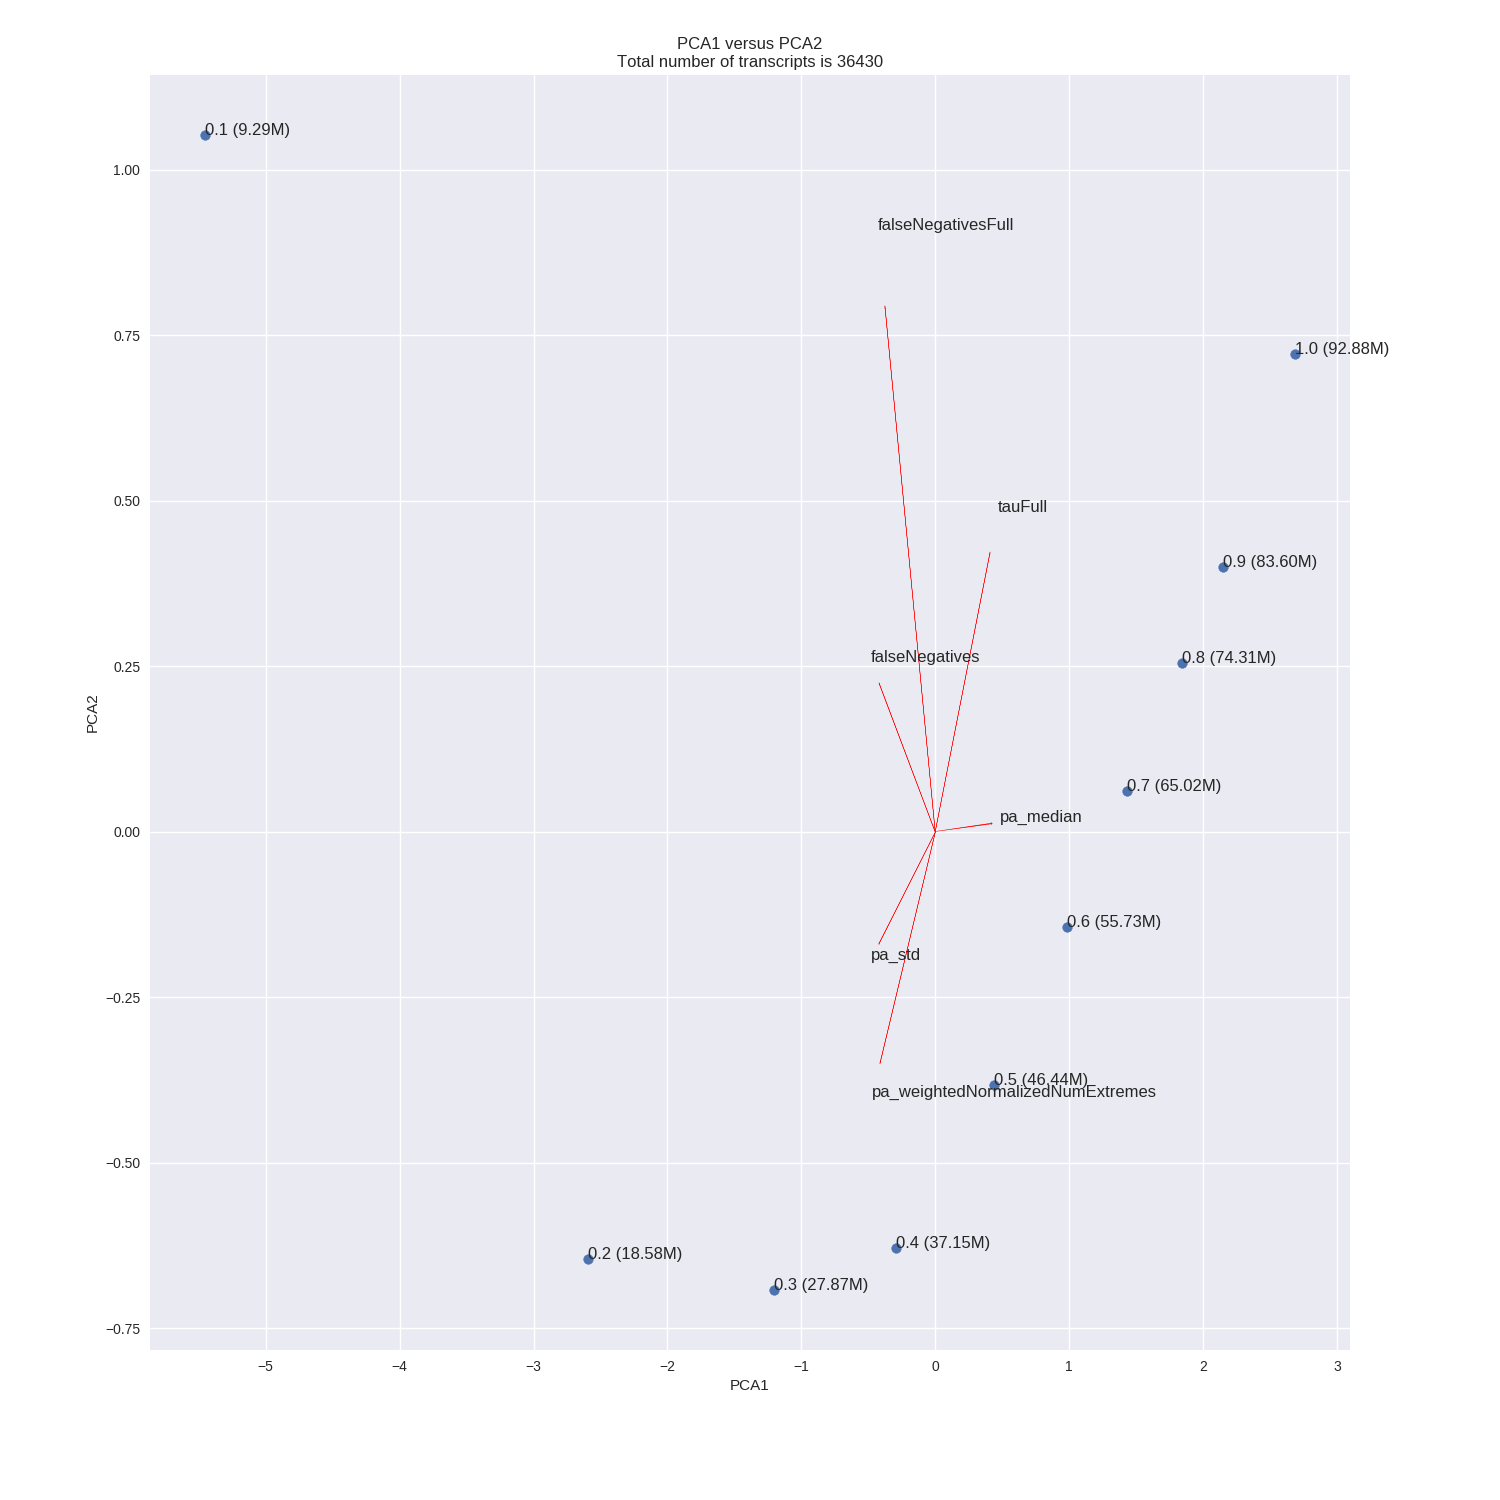 PCA1 versus PCA2
Total number of transcripts is 36430
0.1 (9.29M)
1.00
falseNegativesFull
0.75
1.0 (92.88M)
0.50
tauFull
0.9 (83.60M)
0.25
falseNegatives
0.8 (74.31M)
PCA2
0.7 (65.02M)
0.00
pa_median
0.6 (55.73M)
pa_std
−0.25
0.5 (46.44M)
pa_weightedNormalizedNumExtremes
−0.50
0.4 (37.15M)
0.2 (18.58M)
0.3 (27.87M)
−0.75
−5
−4
−3
−2
−1
0
1
2
3
PCA1